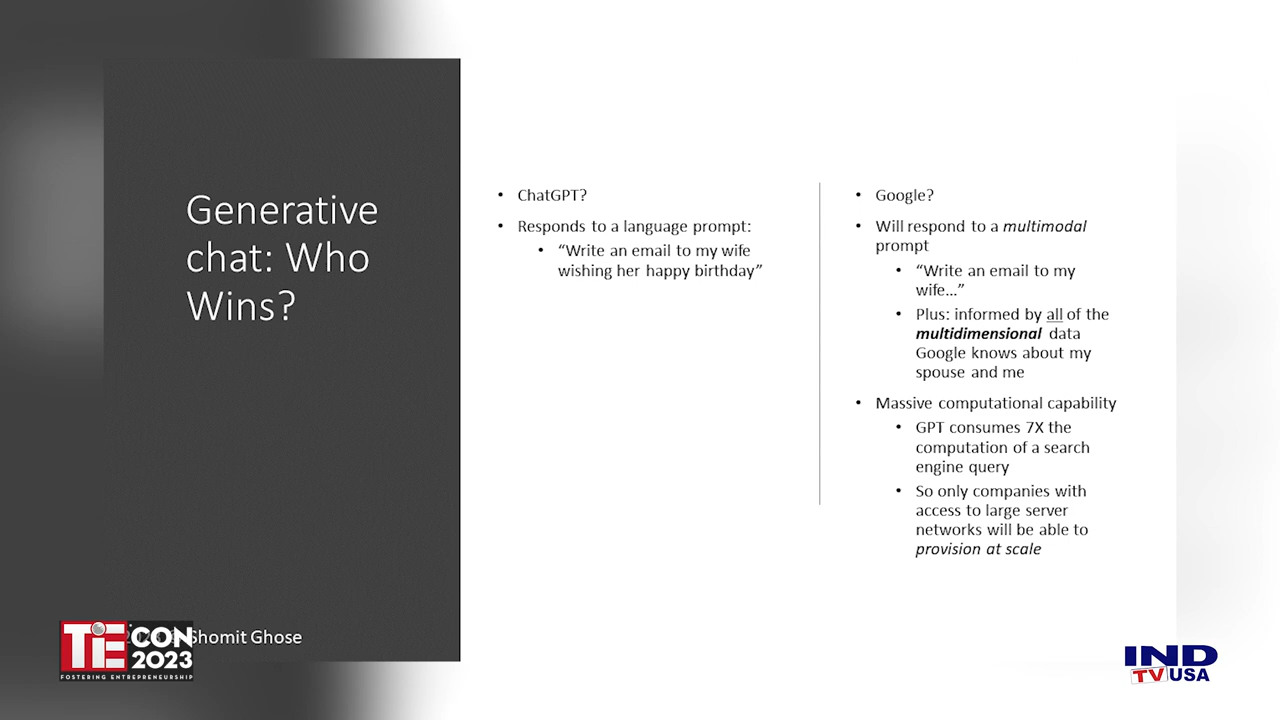 Generative
chat: Who
Wins?
• ChatGPT?
• Responds to a language prompt:
• “Write an email to my wife
wishing her happy birthday”
• Google?
• Will respond to a multimodal
prompt
• “Write an email to my
wife…”
• Plus: informed by all of the
multidimensional data
Google knows about my
spouse and me
• Massive computational capability
• GPT consumes 7X the
computation of a search
engine query
• So only companies with
access to large server
networks will be able to
provision at scale
Shomit Ghose
TiE CON
2023
FOSTERING ENTREPRENEURSHIP
IND
TV USA